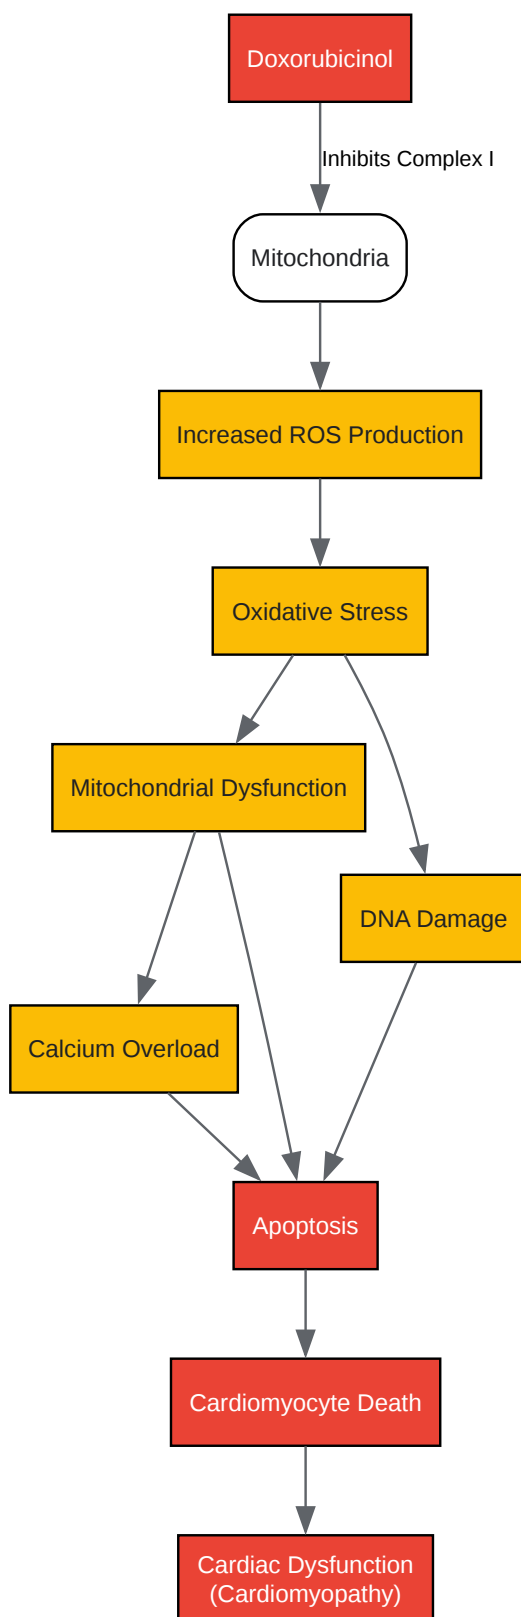 Doxorubicinol
Inhibits Complex I
Mitochondria
Increased ROS Production
Oxidative Stress
Mitochondrial Dysfunction
DNA Damage
Calcium Overload
Apoptosis
Cardiomyocyte Death
Cardiac Dysfunction
(Cardiomyopathy)